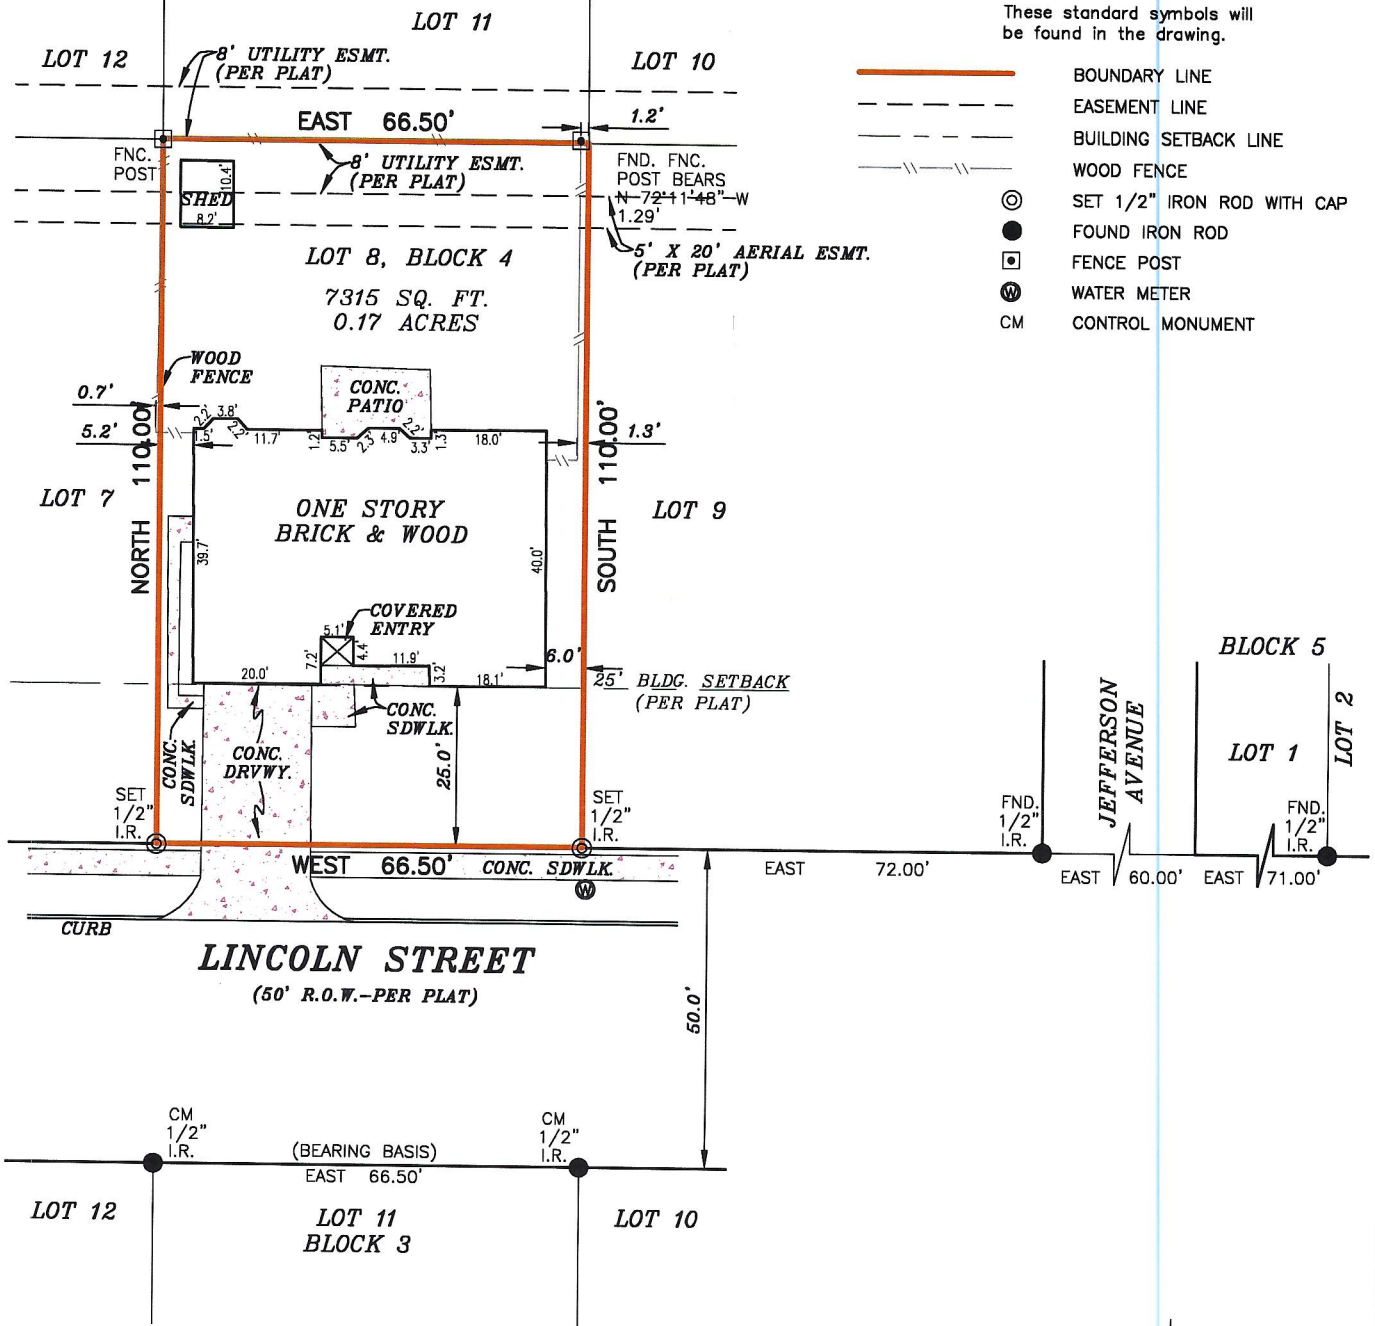 LOT 11
LOT 12
8' UTILITY ESMT.
(PER PLAT)
LOT 10
EAST 66.50'
1.2'
FNC.
POST
8' UTILITY ESMT.
(PER PLAT)
FND. FNC.
POST BEARS
N 72°11'48" W
1.29'
10.4'
SHED
8.2'
5' X 20' AERIAL ESMT.
(PER PLAT)
LOT 8, BLOCK 4
7315 SQ. FT.
0.17 ACRES
WOOD
FENCE
0.7'
5.2'
CONC.
PATIO
2.2'
3.8'
2.2'
1.5'
11.7'
1.2'
5.5'
2.3'
4.9'
2.2'
3.3'
1.3'
18.0'
1.3'
NORTH 110.00'
SOUTH 110.00'
LOT 7
LOT 9
ONE STORY
BRICK & WOOD
39.7'
40.0'
COVERED
ENTRY
5.1'
7.2'
4.4'
11.9'
3.2'
20.0'
18.1'
6.0'
25' BLDG. SETBACK
(PER PLAT)
CONC.
SDWLK.
CONC.
SDWLK.
CONC.
DRVWY.
25.0'
SET
1/2"
I.R.
SET
1/2"
I.R.
WEST 66.50'
CONC. SDWLK.
W
CURB
LINCOLN STREET
(50' R.O.W.-PER PLAT)
50.0'
CM
1/2"
I.R.
CM
1/2"
I.R.
(BEARING BASIS)
EAST 66.50'
LOT 12
LOT 11
BLOCK 3
LOT 10
These standard symbols will
be found in the drawing.
BOUNDARY LINE
EASEMENT LINE
BUILDING SETBACK LINE
WOOD FENCE
SET 1/2" IRON ROD WITH CAP
FOUND IRON ROD
FENCE POST
W WATER METER
CM CONTROL MONUMENT
BLOCK 5
JEFFERSON
AVENUE
LOT 1
LOT 2
FND.
1/2"
I.R.
FND.
1/2"
I.R.
EAST 72.00'
EAST 60.00'
EAST 71.00'